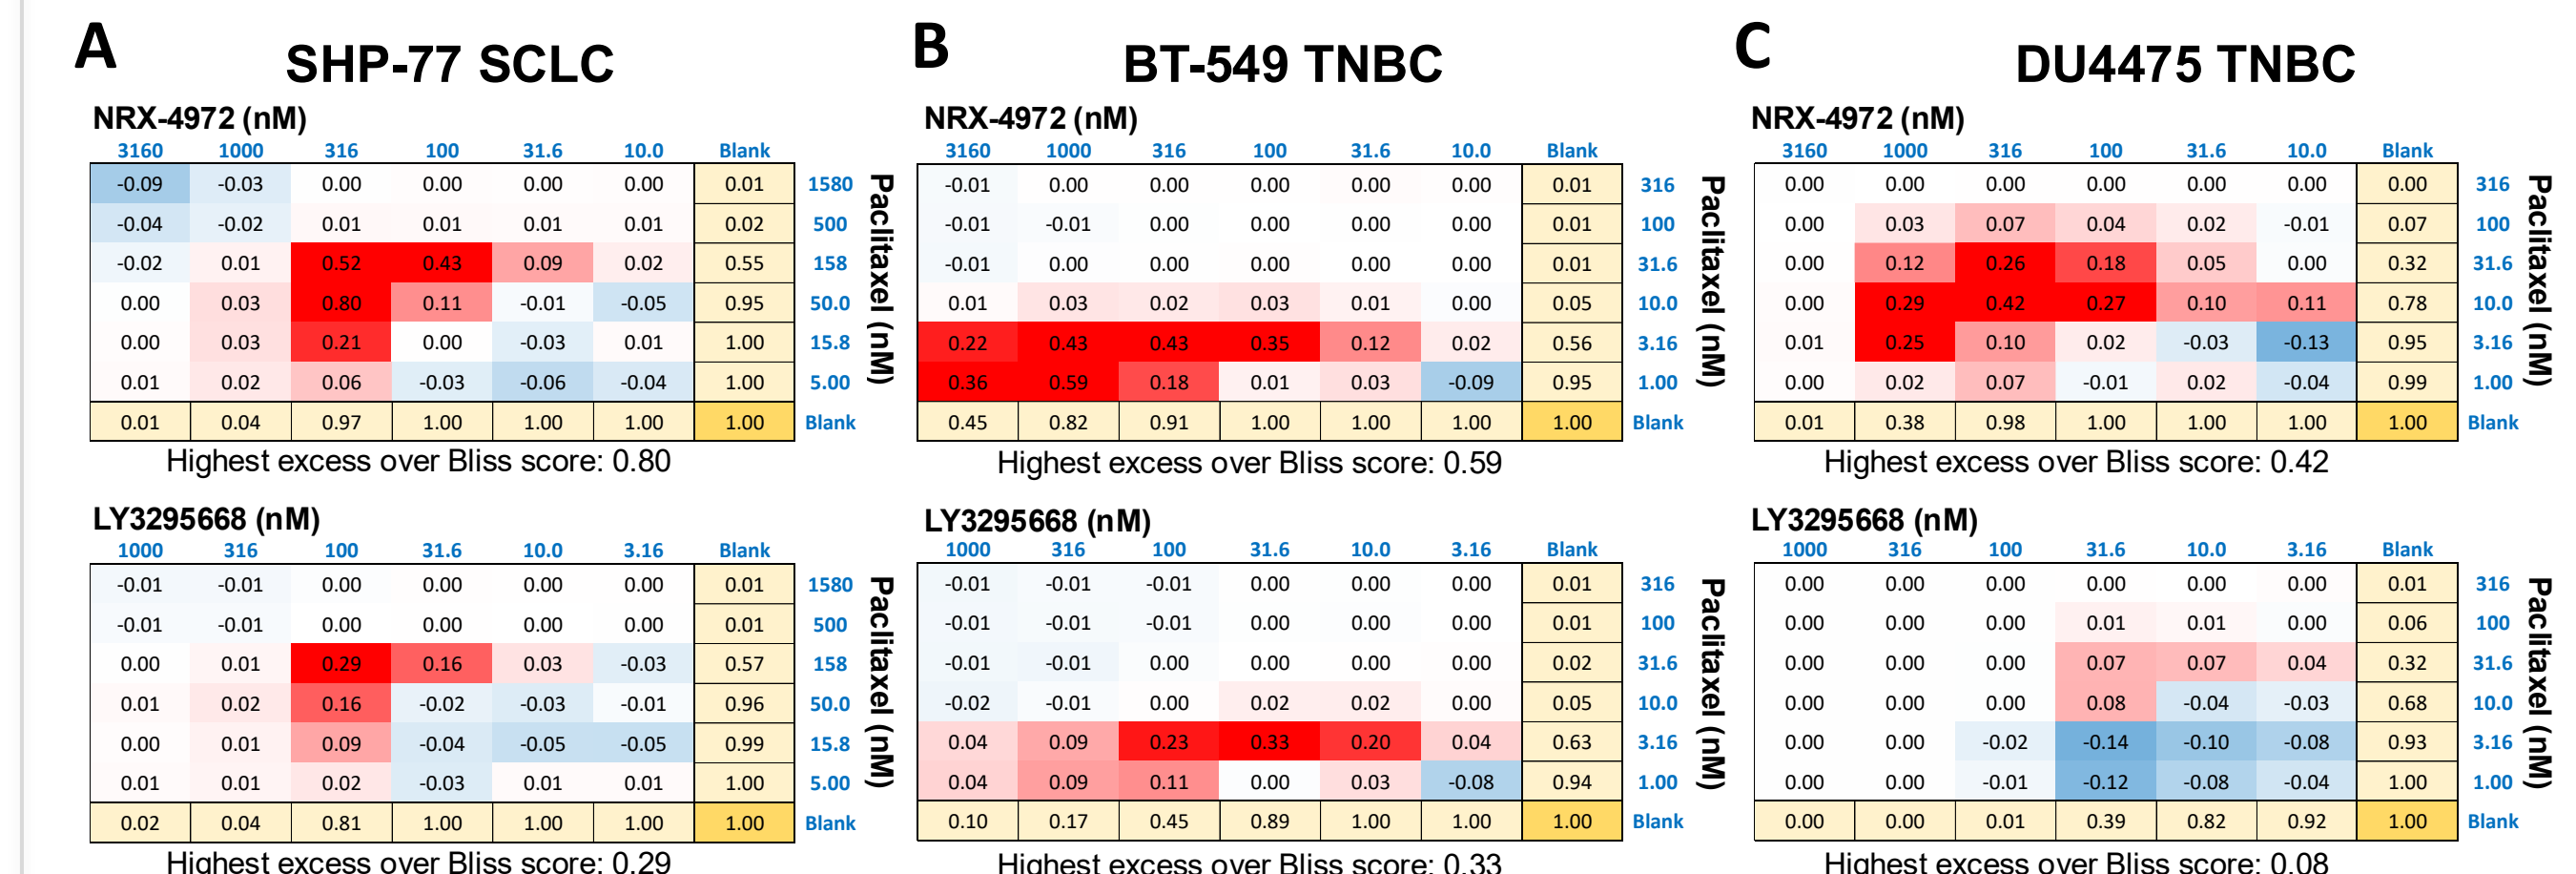 A SHP-77 SCLC
NRX-4972 (nM)
3160 1000 316 100 31.6 10.0 Blank
-0.09 -0.03 0.00 0.00 0.00 0.00 0.01 1580
-0.04 -0.02 0.01 0.01 0.01 0.01 0.02 500
-0.02 0.01 0.52 0.43 0.09 0.02 0.55 158
0.00 0.03 0.80 0.11 -0.01 -0.05 0.95 50.0
0.00 0.03 0.21 0.00 -0.03 0.01 1.00 15.8
0.01 0.02 0.06 -0.03 -0.06 -0.04 1.00 5.00
0.01 0.04 0.97 1.00 1.00 1.00 1.00 Blank
Paclitaxel (nM)
Highest excess over Bliss score: 0.80
LY3295668 (nM)
1000 316 100 31.6 10.0 3.16 Blank
-0.01 -0.01 0.00 0.00 0.00 0.00 0.01 1580
-0.01 -0.01 0.00 0.00 0.00 0.00 0.01 500
0.00 0.01 0.29 0.16 0.03 -0.03 0.57 158
0.01 0.02 0.16 -0.02 -0.03 -0.01 0.96 50.0
0.00 0.01 0.09 -0.04 -0.05 -0.05 0.99 15.8
0.01 0.01 0.02 -0.03 0.01 0.01 1.00 5.00
0.02 0.04 0.81 1.00 1.00 1.00 1.00 Blank
Paclitaxel (nM)
Highest excess over Bliss score: 0.29
B BT-549 TNBC
NRX-4972 (nM)
3160 1000 316 100 31.6 10.0 Blank
-0.01 0.00 0.00 0.00 0.00 0.00 0.01 316
-0.01 -0.01 0.00 0.00 0.00 0.00 0.01 100
-0.01 0.00 0.00 0.00 0.00 0.00 0.01 31.6
0.01 0.03 0.02 0.03 0.01 0.00 0.05 10.0
0.22 0.43 0.43 0.35 0.12 0.02 0.56 3.16
0.36 0.59 0.18 0.01 0.03 -0.09 0.95 1.00
0.45 0.82 0.91 1.00 1.00 1.00 1.00 Blank
Paclitaxel (nM)
Highest excess over Bliss score: 0.59
LY3295668 (nM)
1000 316 100 31.6 10.0 3.16 Blank
-0.01 -0.01 -0.01 0.00 0.00 0.00 0.01 316
-0.01 -0.01 -0.01 0.00 0.00 0.00 0.01 100
-0.01 -0.01 0.00 0.00 0.00 0.00 0.02 31.6
-0.02 -0.01 0.00 0.02 0.02 0.00 0.05 10.0
0.04 0.09 0.23 0.33 0.20 0.04 0.63 3.16
0.04 0.09 0.11 0.00 0.03 -0.08 0.94 1.00
0.10 0.17 0.45 0.89 1.00 1.00 1.00 Blank
Paclitaxel (nM)
Highest excess over Bliss score: 0.33
C DU4475 TNBC
NRX-4972 (nM)
3160 1000 316 100 31.6 10.0 Blank
0.00 0.00 0.00 0.00 0.00 0.00 0.00 316
0.00 0.03 0.07 0.04 0.02 -0.01 0.07 100
0.00 0.12 0.26 0.18 0.05 0.00 0.32 31.6
0.00 0.29 0.42 0.27 0.10 0.11 0.78 10.0
0.01 0.25 0.10 0.02 -0.03 -0.13 0.95 3.16
0.00 0.02 0.07 -0.01 0.02 -0.04 0.99 1.00
0.01 0.38 0.98 1.00 1.00 1.00 1.00 Blank
Paclitaxel (nM)
Highest excess over Bliss score: 0.42
LY3295668 (nM)
1000 316 100 31.6 10.0 3.16 Blank
0.00 0.00 0.00 0.00 0.00 0.00 0.01 316
0.00 0.00 0.00 0.01 0.01 0.00 0.06 100
0.00 0.00 0.00 0.07 0.07 0.04 0.32 31.6
0.00 0.00 0.00 0.08 -0.04 -0.03 0.68 10.0
0.00 0.00 -0.02 -0.14 -0.10 -0.08 0.93 3.16
0.00 0.00 -0.01 -0.12 -0.08 -0.04 1.00 1.00
0.00 0.00 0.01 0.39 0.82 0.92 1.00 Blank
Paclitaxel (nM)
Highest excess over Bliss score: 0.08